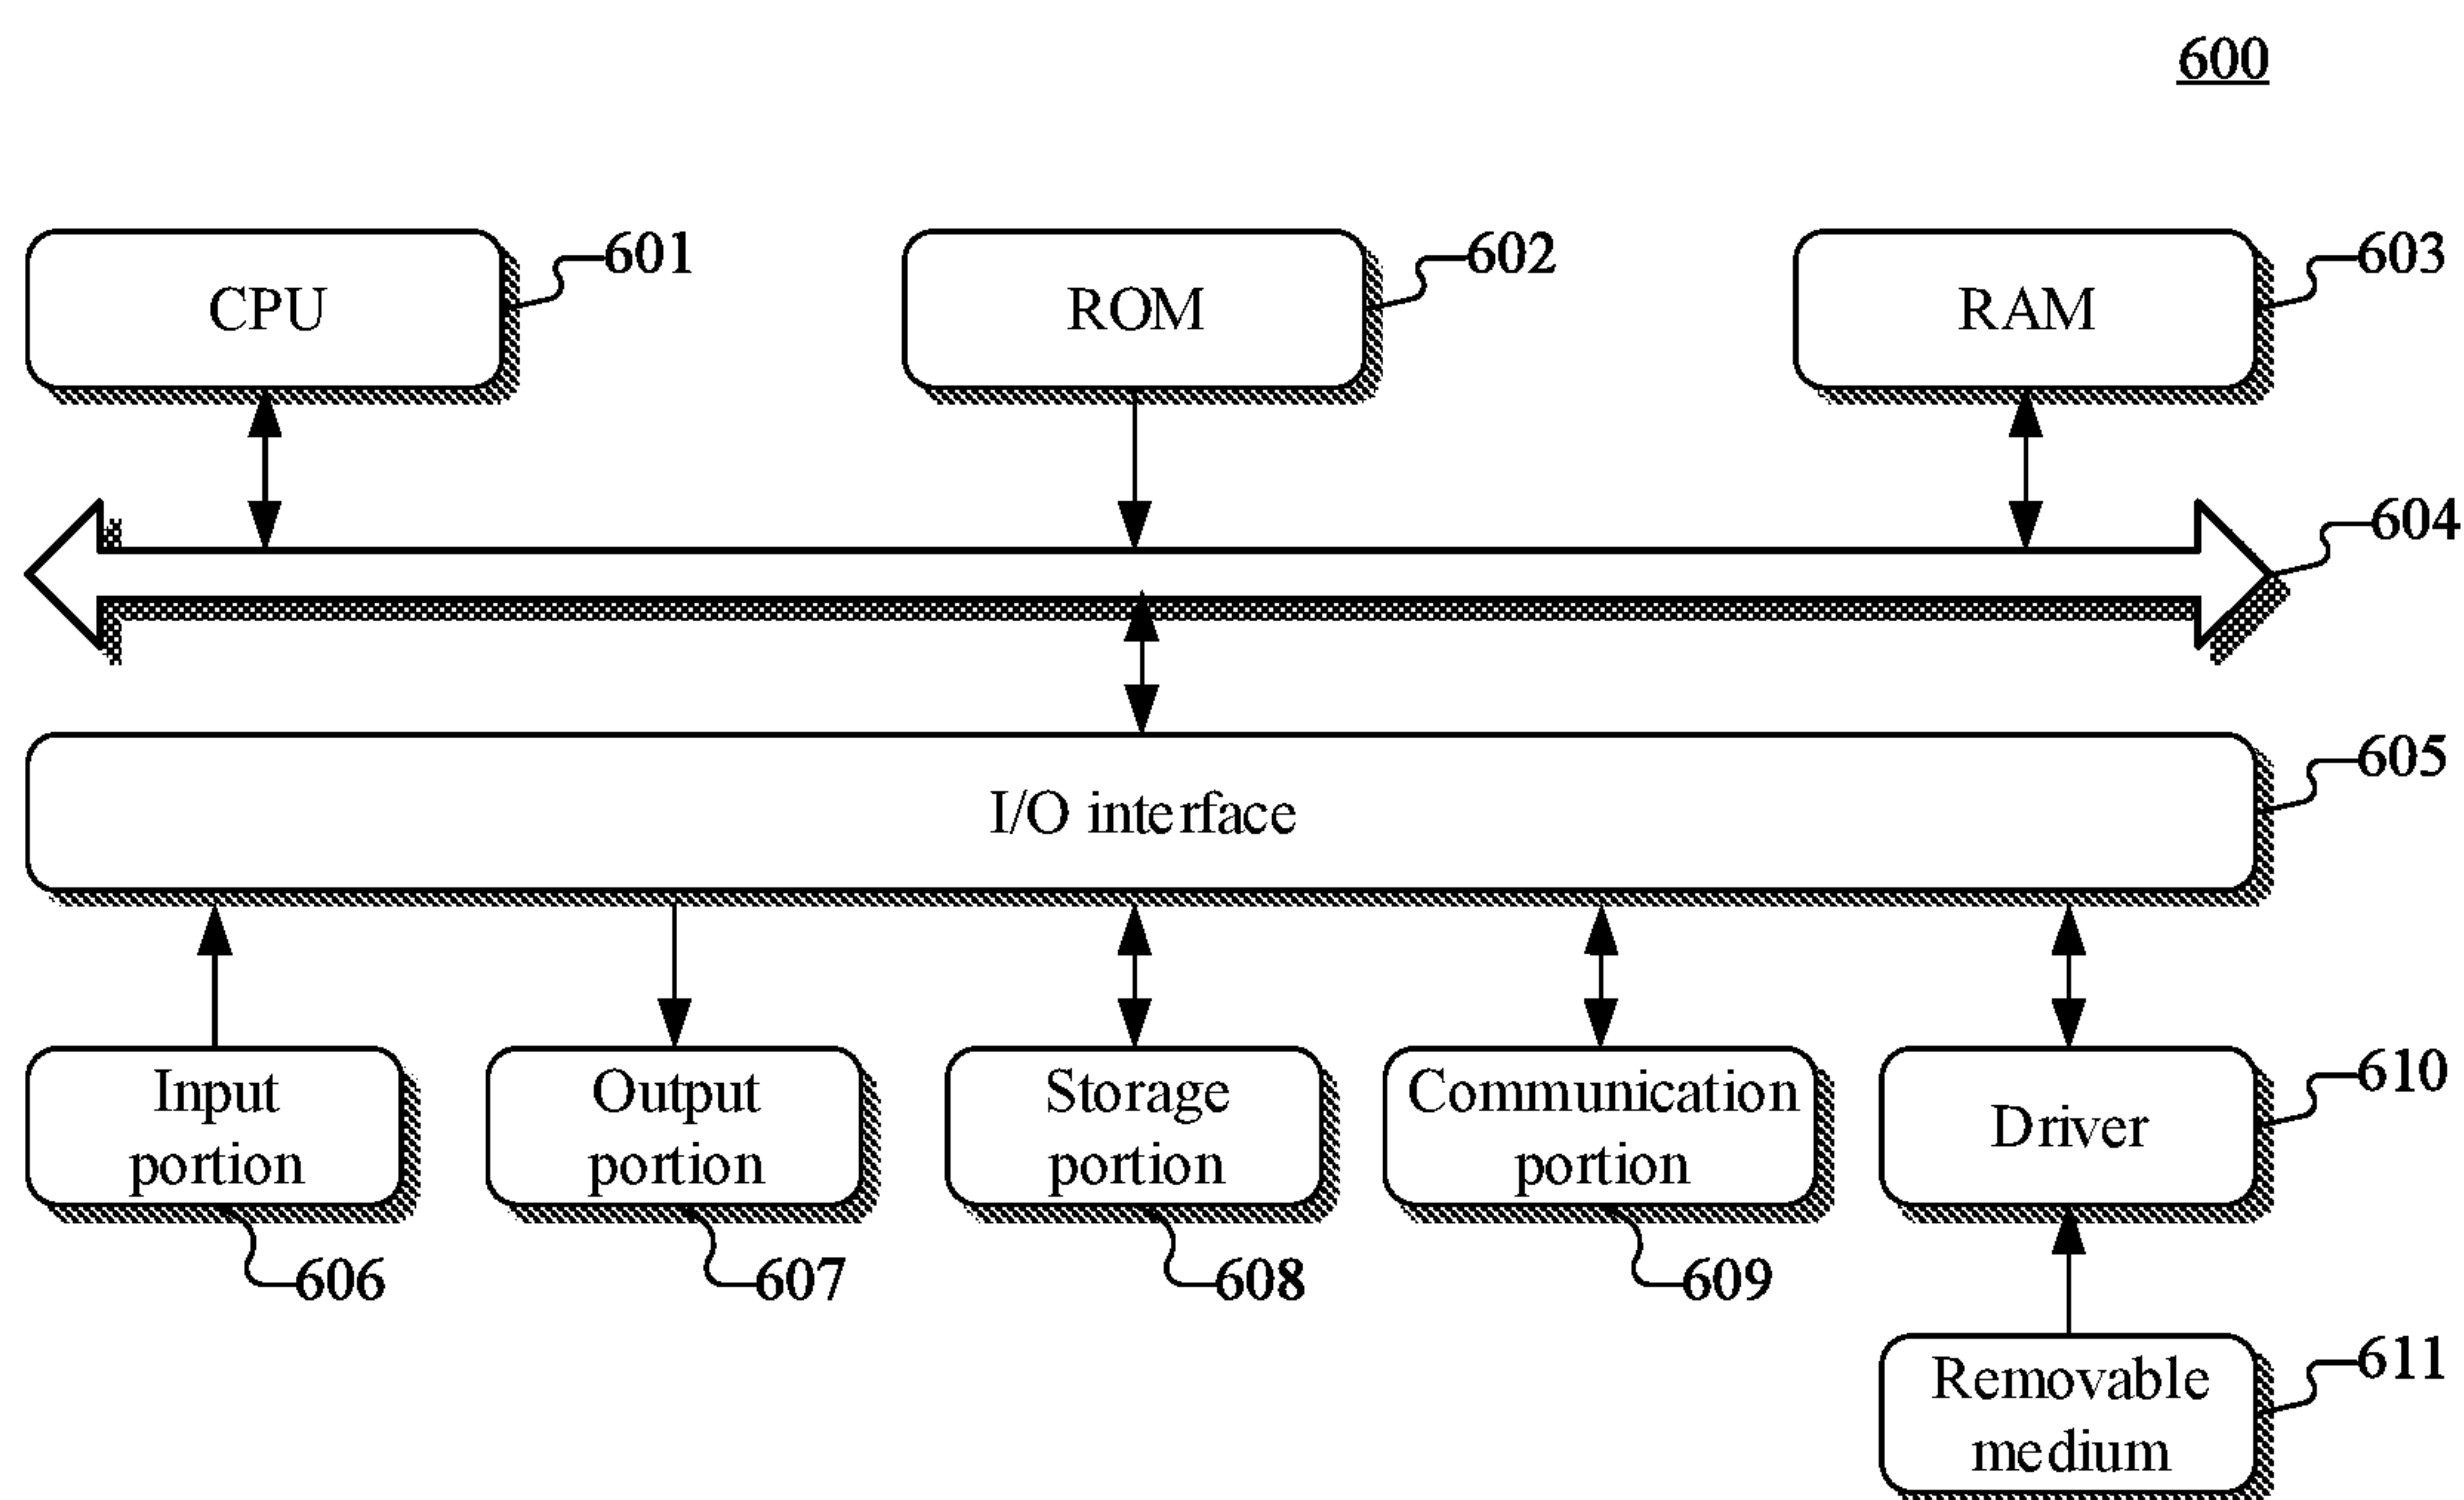 600
CPU
601
ROM
602
RAM
603
604
I/O interface
605
Input
portion
606
Output
portion
607
Storage
portion
608
Communication
portion
609
Driver
610
Removable
medium
611